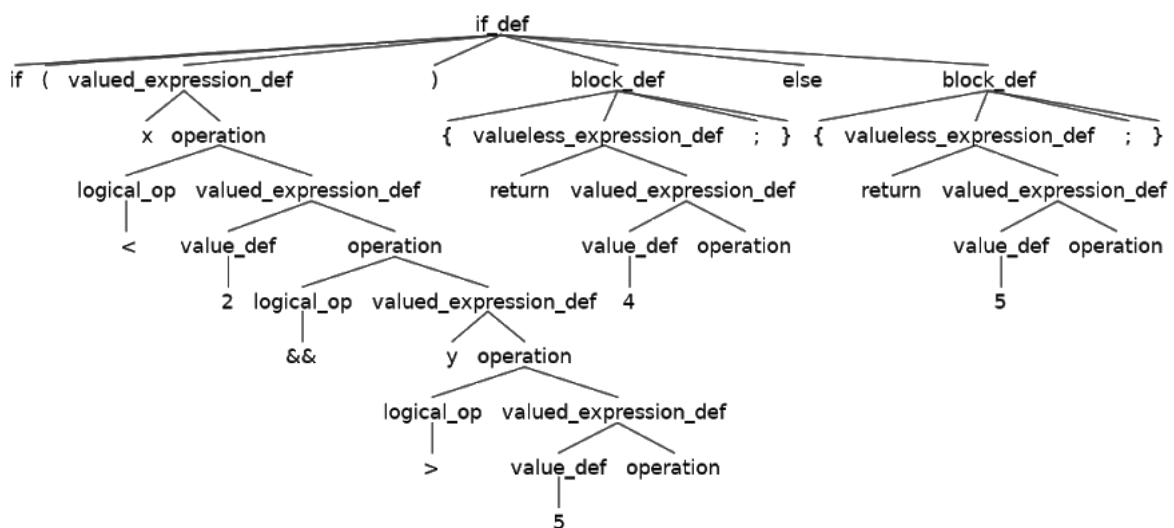 if_def
if ( valued_expression_def ) block_def else block_def
x operation { valueless_expression_def ; } { valueless_expression_def ; }
logical_op valued_expression_def return valued_expression_def return valued_expression_def
< value_def operation value_def operation value_def operation
2 logical_op valued_expression_def 4 5
&& y operation
logical_op valued_expression_def
> value_def operation
5